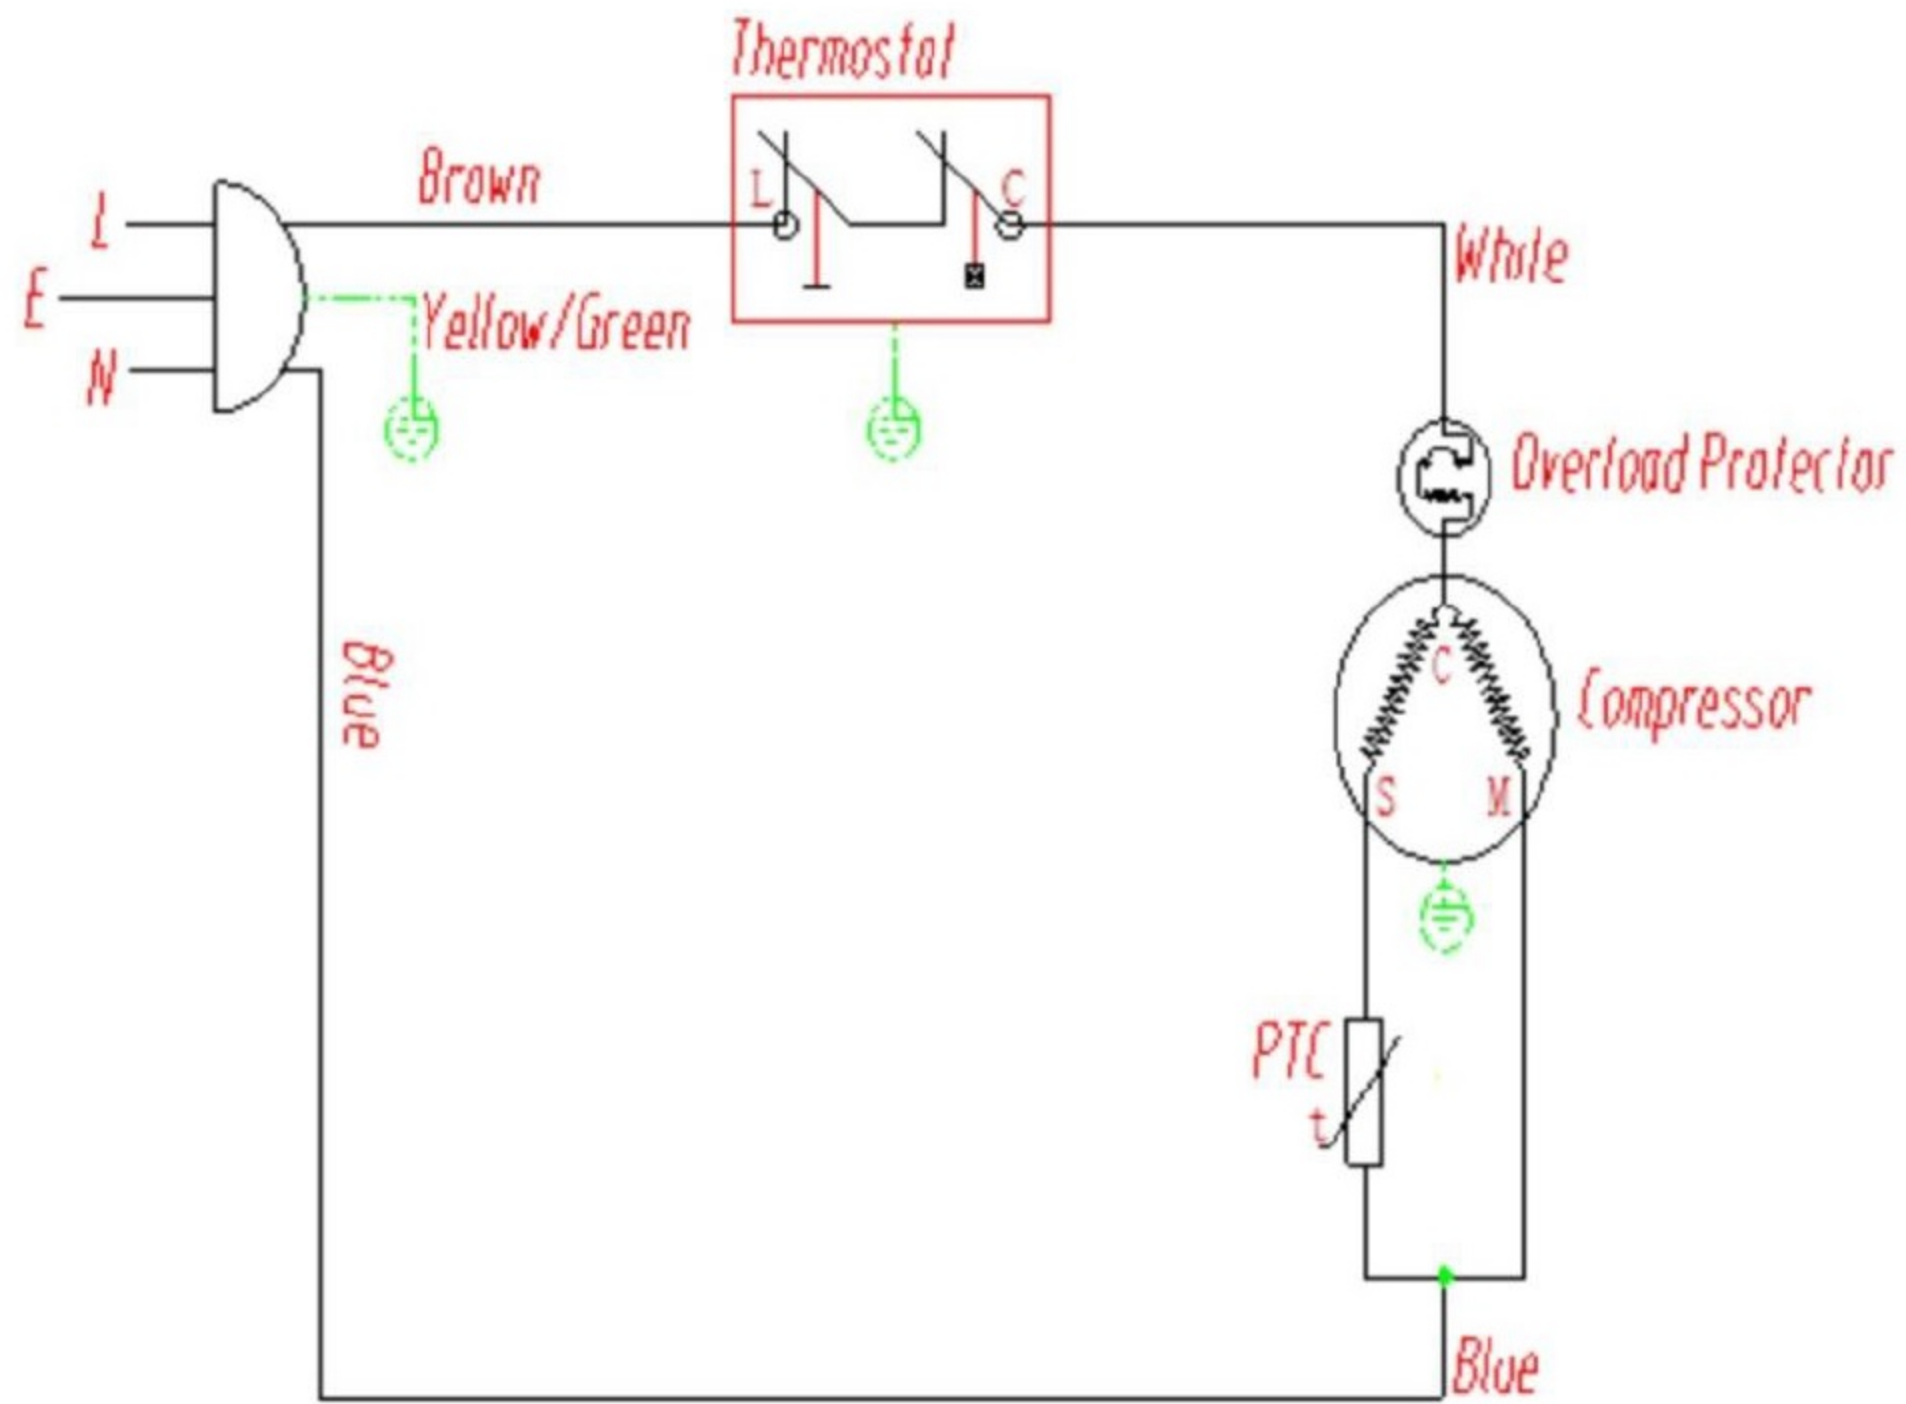 Thermostat
Brown
L
C
L
White
E
Yellow/Green
N
Overload Protector
Blue
C
Compressor
S
M
PTC
t
Blue